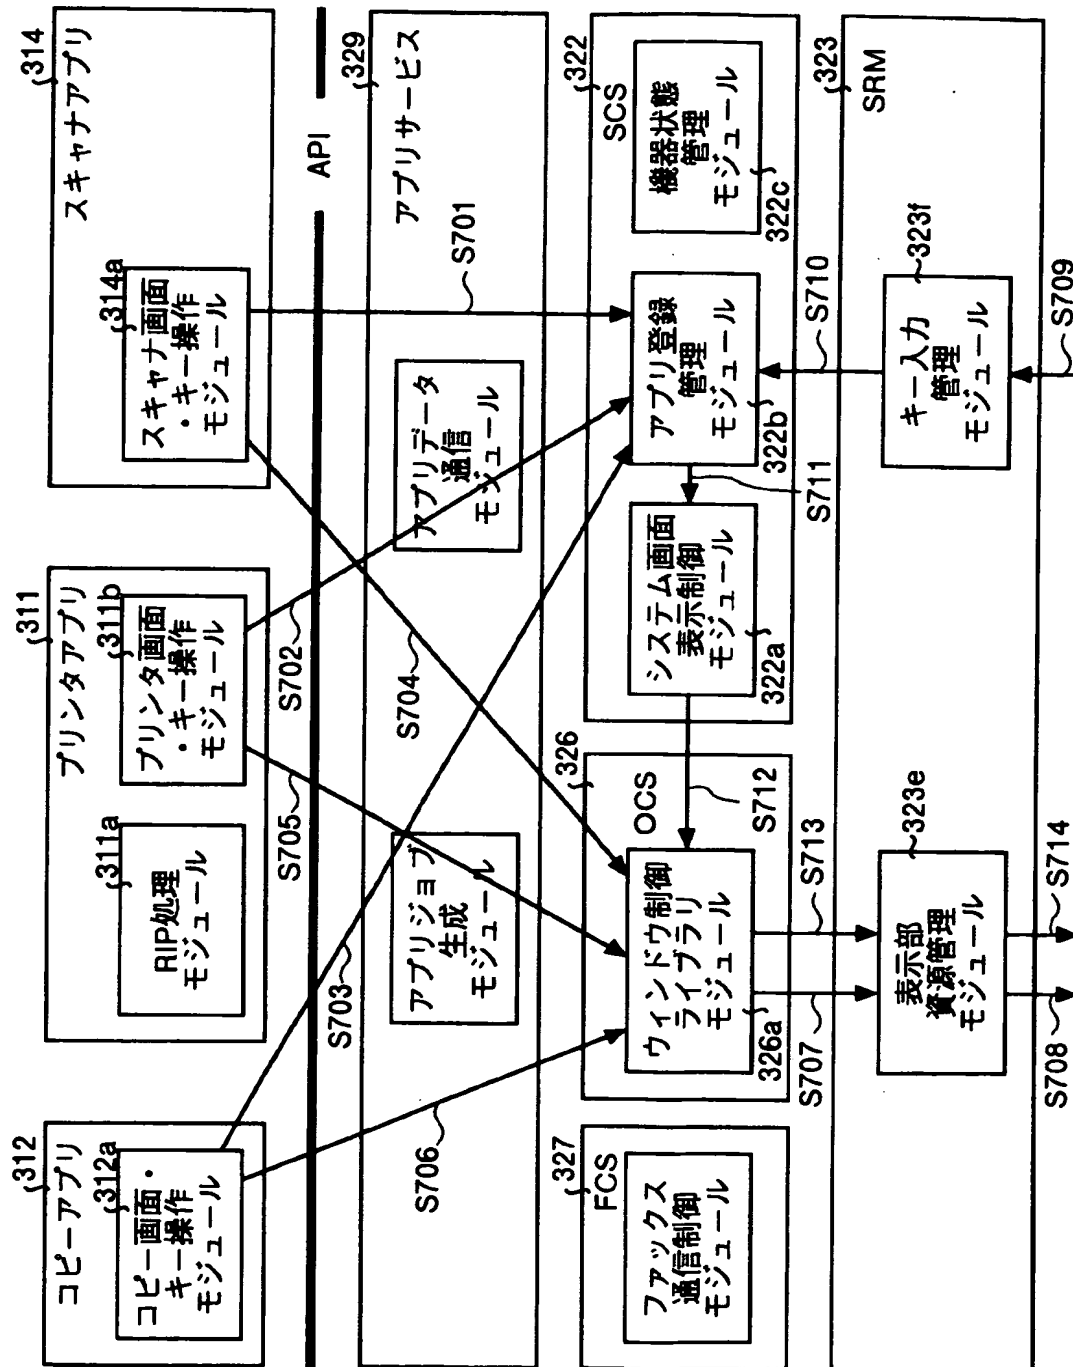 312
コピーアプリ
312a
コピー画面・
キー操作
モジュール
311
プリンタアプリ
311a
RIP処理
モジュール
311b
プリンタ画面
・キー操作
モジュール
314
スキャナアプリ
314a
スキャナ画面
・キー操作
モジュール
API
S703
S705
S702
S701
329
アプリサービス
アプリジョブ
生成
モジュール
アプリデータ
通信
モジュール
S706
S704
327
FCS
ファックス
通信制御
モジュール
326
OCS
ウィンドウ制御
ライブラリ
モジュール
326a
S712
322
SCS
システム画面
表示制御
モジュール
322a
S711
アプリ登録
管理
モジュール
322b
機器状態
管理
モジュール
322c
S707
S713
S710
323
SRM
表示部
資源管理
モジュール
323e
キー入力
管理
モジュール
323f
S708
S714
S709